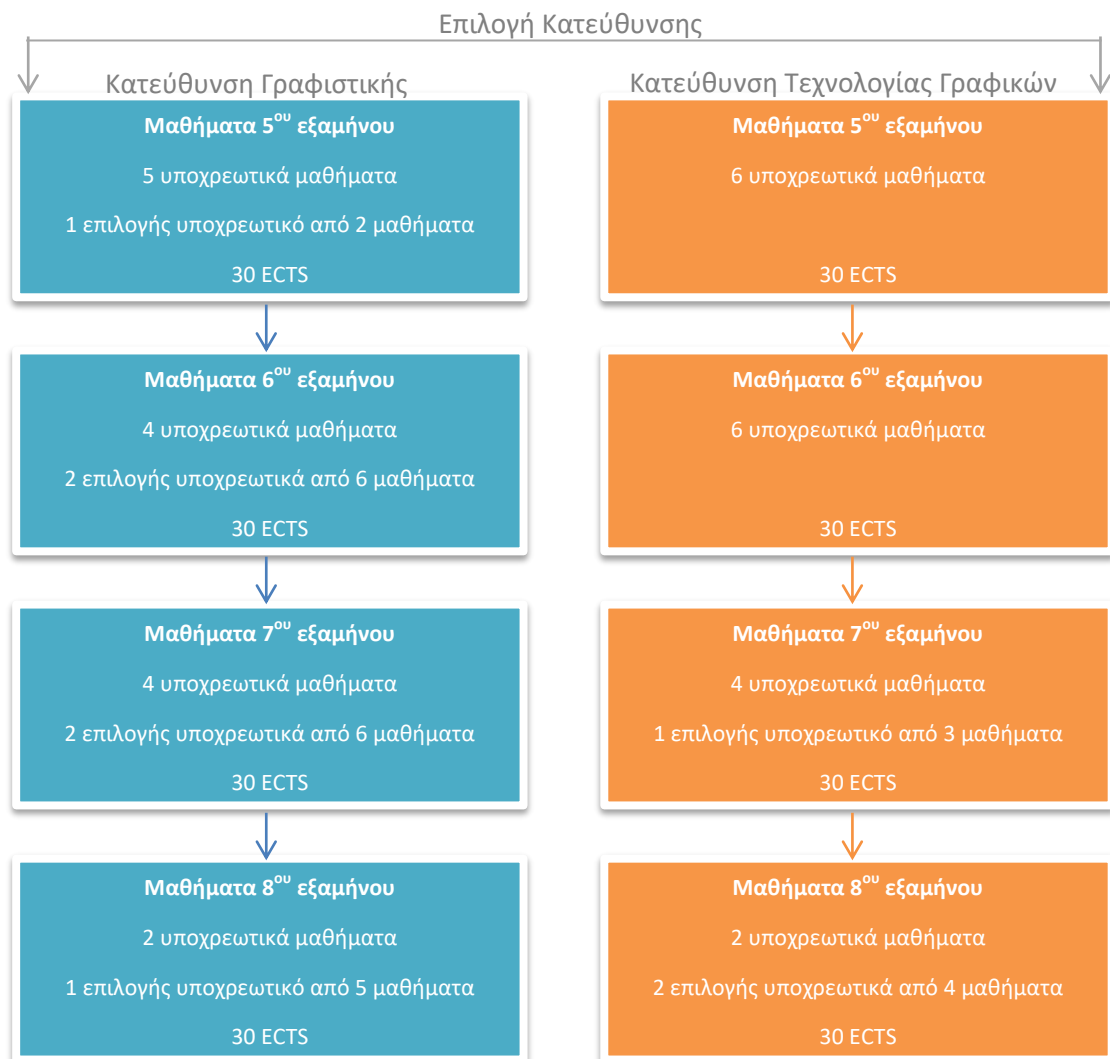 Επιλογή Κατεύθυνσης
Κατεύθυνση Γραφιστικής
Μαθήματα 5ου εξαμήνου
5 υποχρεωτικά μαθήματα
1 επιλογής υποχρεωτικό από 2 μαθήματα
30 ECTS
Μαθήματα 6ου εξαμήνου
4 υποχρεωτικά μαθήματα
2 επιλογής υποχρεωτικά από 6 μαθήματα
30 ECTS
Μαθήματα 7ου εξαμήνου
4 υποχρεωτικά μαθήματα
2 επιλογής υποχρεωτικά από 6 μαθήματα
30 ECTS
Μαθήματα 8ου εξαμήνου
2 υποχρεωτικά μαθήματα
1 επιλογής υποχρεωτικό από 5 μαθήματα
30 ECTS
Κατεύθυνση Τεχνολογίας Γραφικών
Μαθήματα 5ου εξαμήνου
6 υποχρεωτικά μαθήματα
30 ECTS
Μαθήματα 6ου εξαμήνου
6 υποχρεωτικά μαθήματα
30 ECTS
Μαθήματα 7ου εξαμήνου
4 υποχρεωτικά μαθήματα
1 επιλογής υποχρεωτικό από 3 μαθήματα
30 ECTS
Μαθήματα 8ου εξαμήνου
2 υποχρεωτικά μαθήματα
2 επιλογής υποχρεωτικά από 4 μαθήματα
30 ECTS